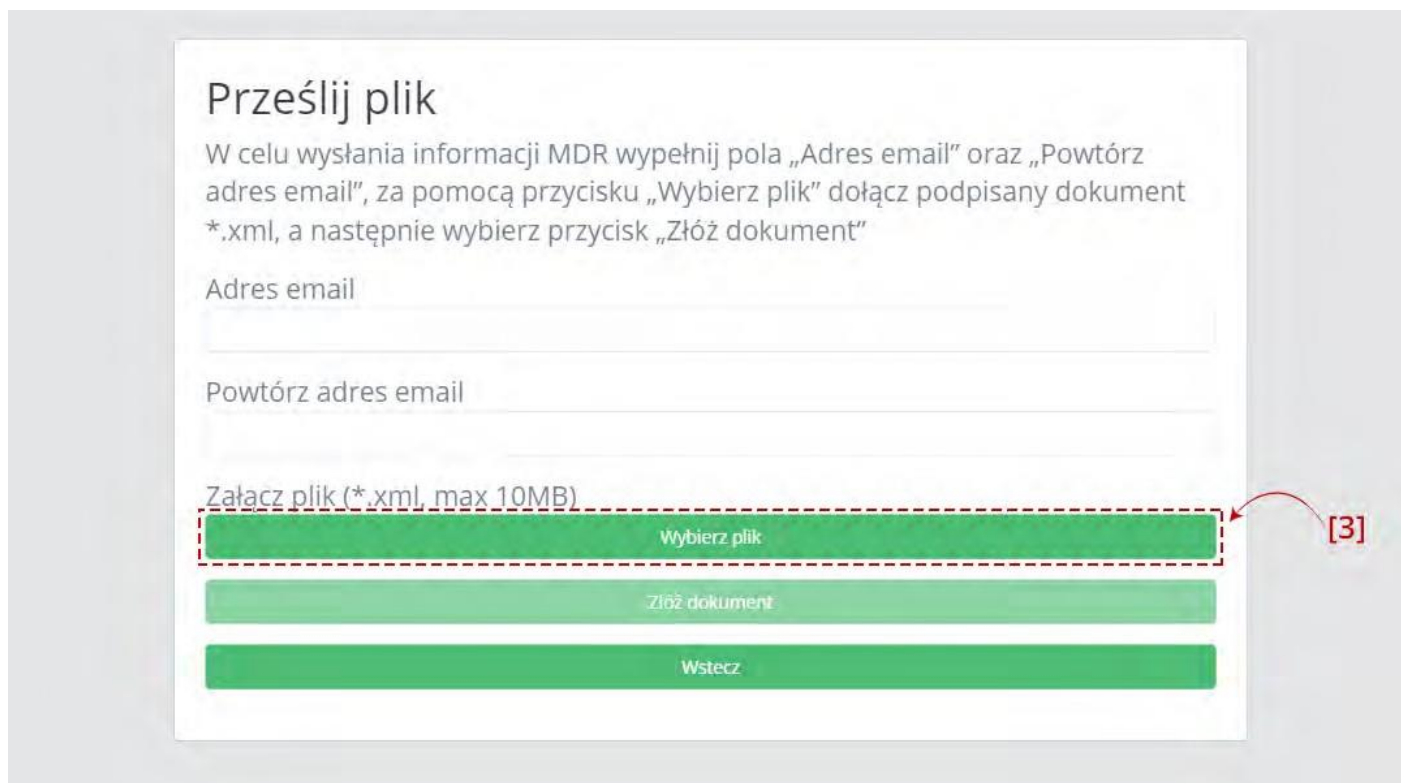 Prześlij plik
W celu wysłania informacji MDR wypełnij pola „Adres email” oraz „Powtórz
adres email”, za pomocą przycisku „Wybierz plik” dołącz podpisany dokument
*.xml, a następnie wybierz przycisk „Złóż dokument”
Adres email
Powtórz adres email
Załącz plik (*.xml, max 10MB)
Wybierz plik
[3]
Złóż dokument
Wstecz